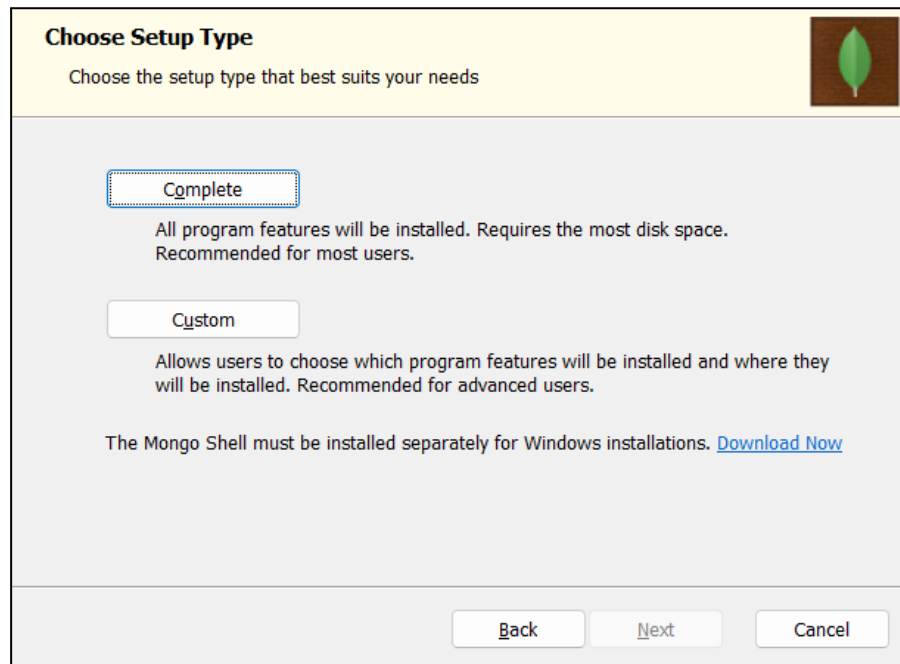 Choose Setup Type
Choose the setup type that best suits your needs
Complete
All program features will be installed. Requires the most disk space.
Recommended for most users.
Custom
Allows users to choose which program features will be installed and where they
will be installed. Recommended for advanced users.
The Mongo Shell must be installed separately for Windows installations. Download Now
Back Next Cancel